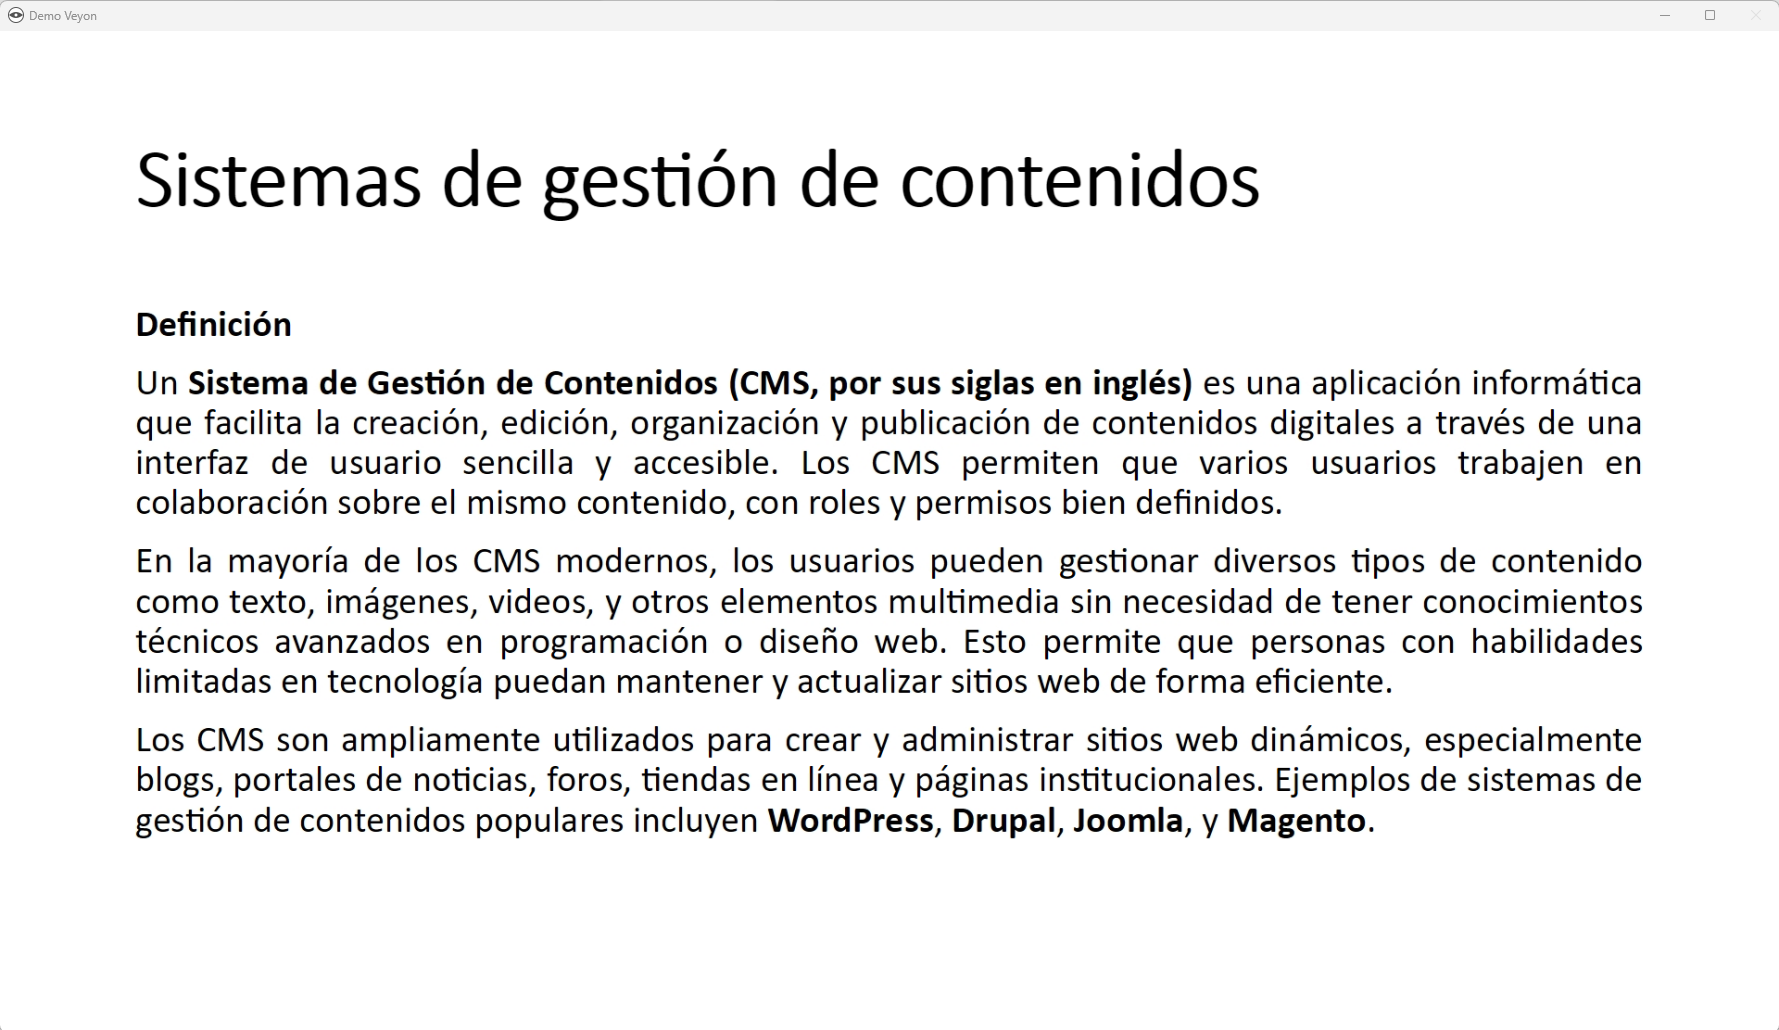 Demo Veyon
Sistemas de gestión de contenidos
Definición
Un Sistema de Gestión de Contenidos (CMS, por sus siglas en inglés) es una aplicación informática
que facilita la creación, edición, organización y publicación de contenidos digitales a través de una
interfaz de usuario sencilla y accesible. Los CMS permiten que varios usuarios trabajen en
colaboración sobre el mismo contenido, con roles y permisos bien definidos.
En la mayoría de los CMS modernos, los usuarios pueden gestionar diversos tipos de contenido
como texto, imágenes, videos, y otros elementos multimedia sin necesidad de tener conocimientos
técnicos avanzados en programación o diseño web. Esto permite que personas con habilidades
limitadas en tecnología puedan mantener y actualizar sitios web de forma eficiente.
Los CMS son ampliamente utilizados para crear y administrar sitios web dinámicos, especialmente
blogs, portales de noticias, foros, tiendas en línea y páginas institucionales. Ejemplos de sistemas de
gestión de contenidos populares incluyen WordPress, Drupal, Joomla, y Magento.